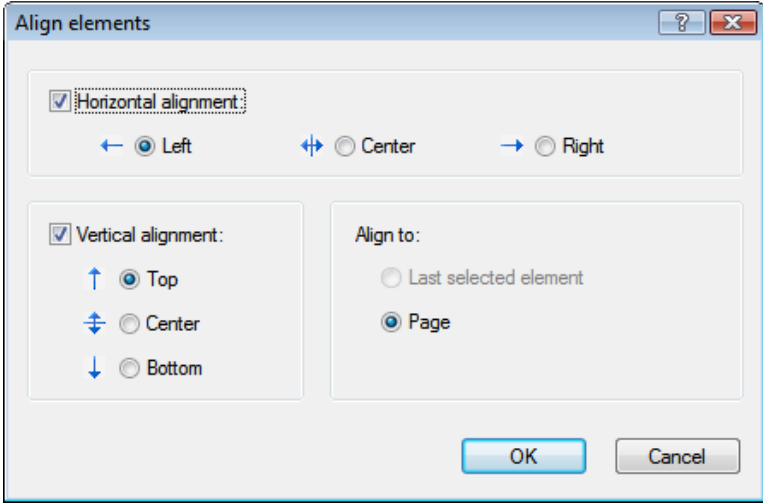 Align elements
Horizontal alignment:
Left Center Right
Vertical alignment:
Top
Center
Bottom
Align to:
Last selected element
Page
OK Cancel